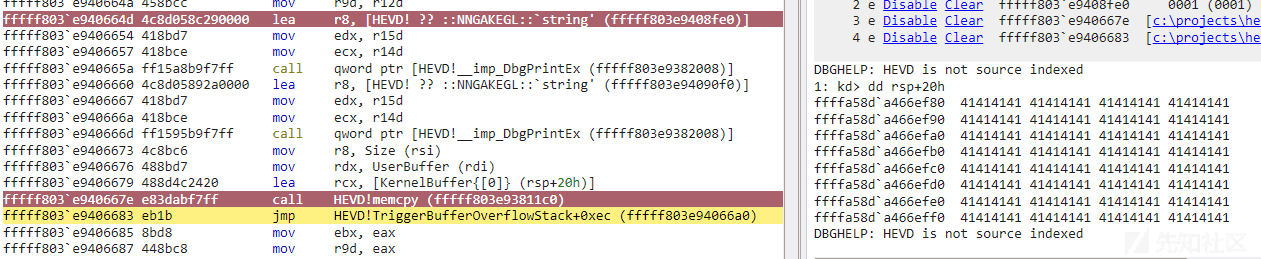 fffff803`e940664a 458bcc mov r9d, r12d
fffff803`e940664d 4c8d058c290000 lea r8, [HEVD! ?? ::NNGAKEGL::`string' (fffff803e9408fe0)]
fffff803`e9406654 418bd7 mov edx, r15d
fffff803`e9406657 418bce mov ecx, r14d
fffff803`e940665a ff15a8b9f7ff call qword ptr [HEVD!__imp_DbgPrintEx (fffff803e9382008)]
fffff803`e9406660 4c8d05892a0000 lea r8, [HEVD! ?? ::NNGAKEGL::`string' (fffff803e94090f0)]
fffff803`e9406667 418bd7 mov edx, r15d
fffff803`e940666a 418bce mov ecx, r14d
fffff803`e940666d ff1595b9f7ff call qword ptr [HEVD!__imp_DbgPrintEx (fffff803e9382008)]
fffff803`e9406673 4c8bc6 mov r8, Size (rsi)
fffff803`e9406676 488bd7 mov rdx, UserBuffer (rdi)
fffff803`e9406679 488d4c2420 lea rcx, [KernelBuffer{[0]} (rsp+20h)]
fffff803`e940667e e83dabf7ff call HEVD!memcpy (fffff803e93811c0)
fffff803`e9406683 eb1b jmp HEVD!TriggerBufferOverflowStack+0xec (fffff803e94066a0)
fffff803`e9406685 8bd8 mov ebx, eax
fffff803`e9406687 448bc8 mov r9d, eax
2 e Disable Clear fffff803`e9408fe0 0001 (0001)
3 e Disable Clear fffff803`e940667e [c:\projects\he
4 e Disable Clear fffff803`e9406683 [c:\projects\he
DBGHELP: HEVD is not source indexed
1: kd> dd rsp+20h
ffffa58d`a466ef80 41414141 41414141 41414141 41414141
ffffa58d`a466ef90 41414141 41414141 41414141 41414141
ffffa58d`a466efa0 41414141 41414141 41414141 41414141
ffffa58d`a466efb0 41414141 41414141 41414141 41414141
ffffa58d`a466efc0 41414141 41414141 41414141 41414141
ffffa58d`a466efd0 41414141 41414141 41414141 41414141
ffffa58d`a466efe0 41414141 41414141 41414141 41414141
ffffa58d`a466eff0 41414141 41414141 41414141 41414141
DBGHELP: HEVD is not source indexed
先知社区